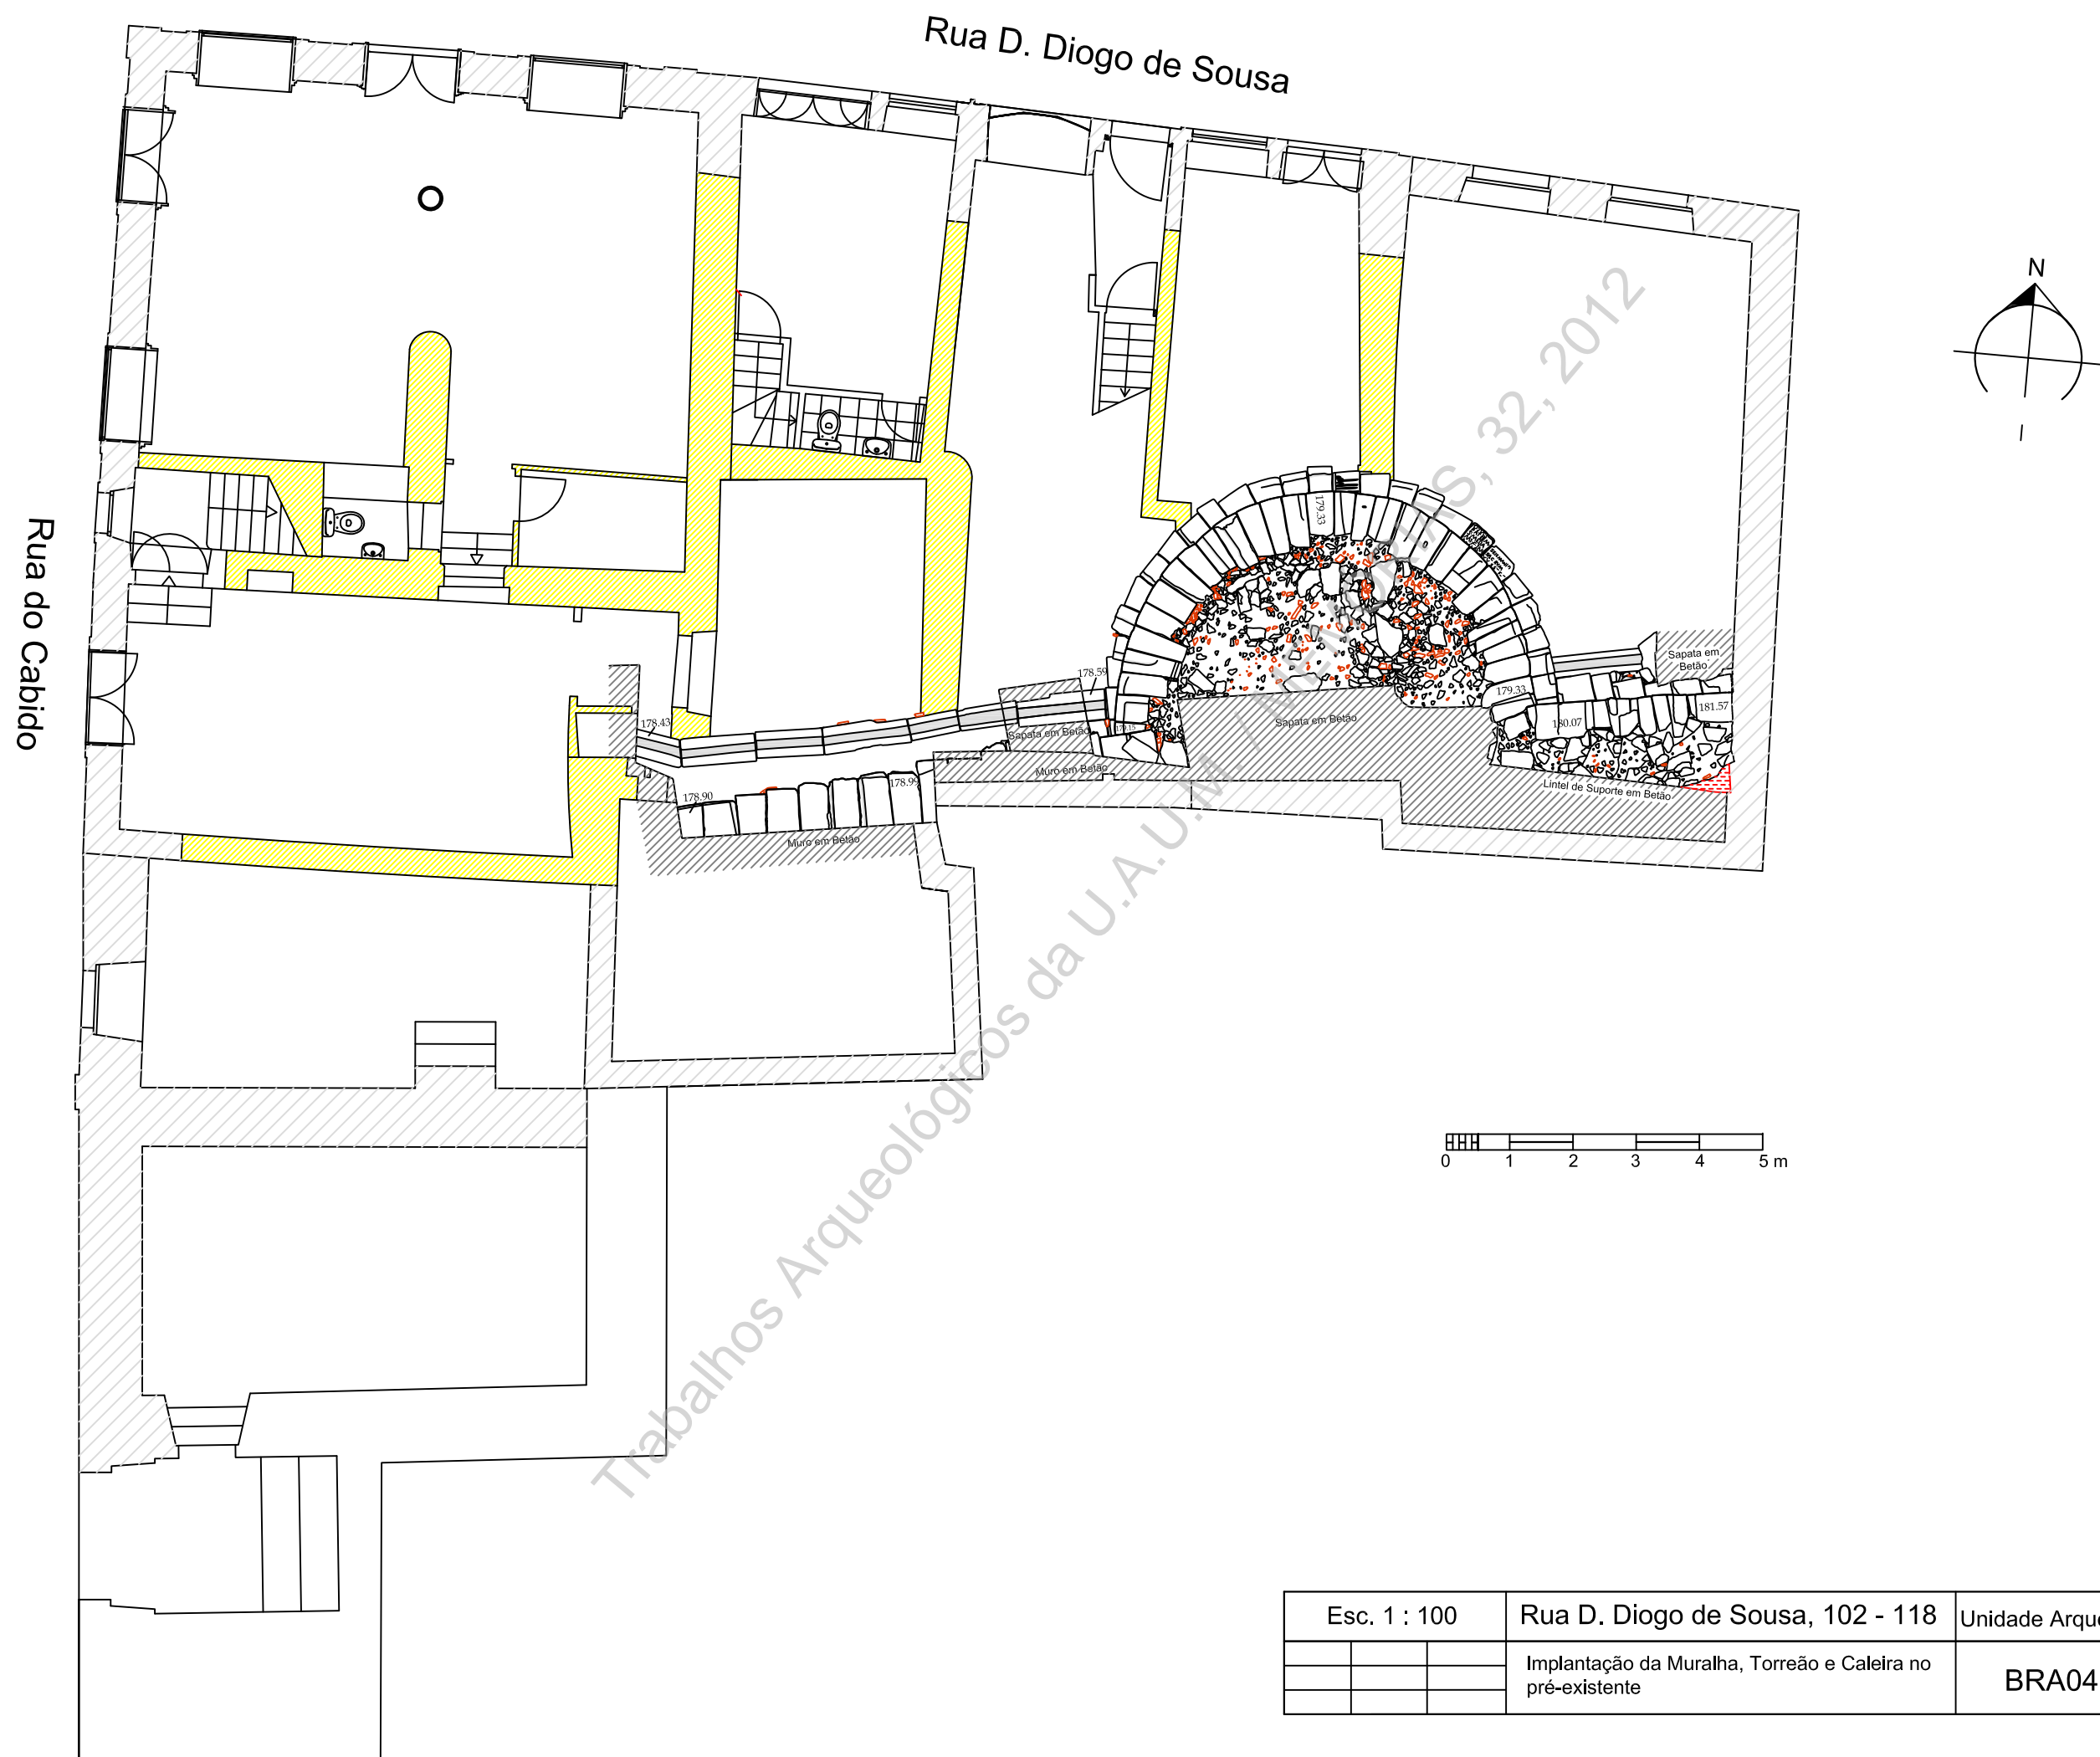 Rua D. Diogo de Sousa
N
Rua do Cabido
179.33
178.59
Sapata em
Betão
178.43
179.33
181.57
180.07
Sapata em Betão
Sapata em Betão
Muro em Betão
178.99
178.90
Lintel de Suporte em Betão
Muro em Betão
Trabalhos Arqueológicos da U.A.U.M. / MEMÓRIAS, 32, 2012
0 1 2 3 4 5 m
Esc. 1 : 100
Rua D. Diogo de Sousa, 102 - 118
Unidade Arque
Implantação da Muralha, Torreão e Caleira no
pré-existente
BRA04